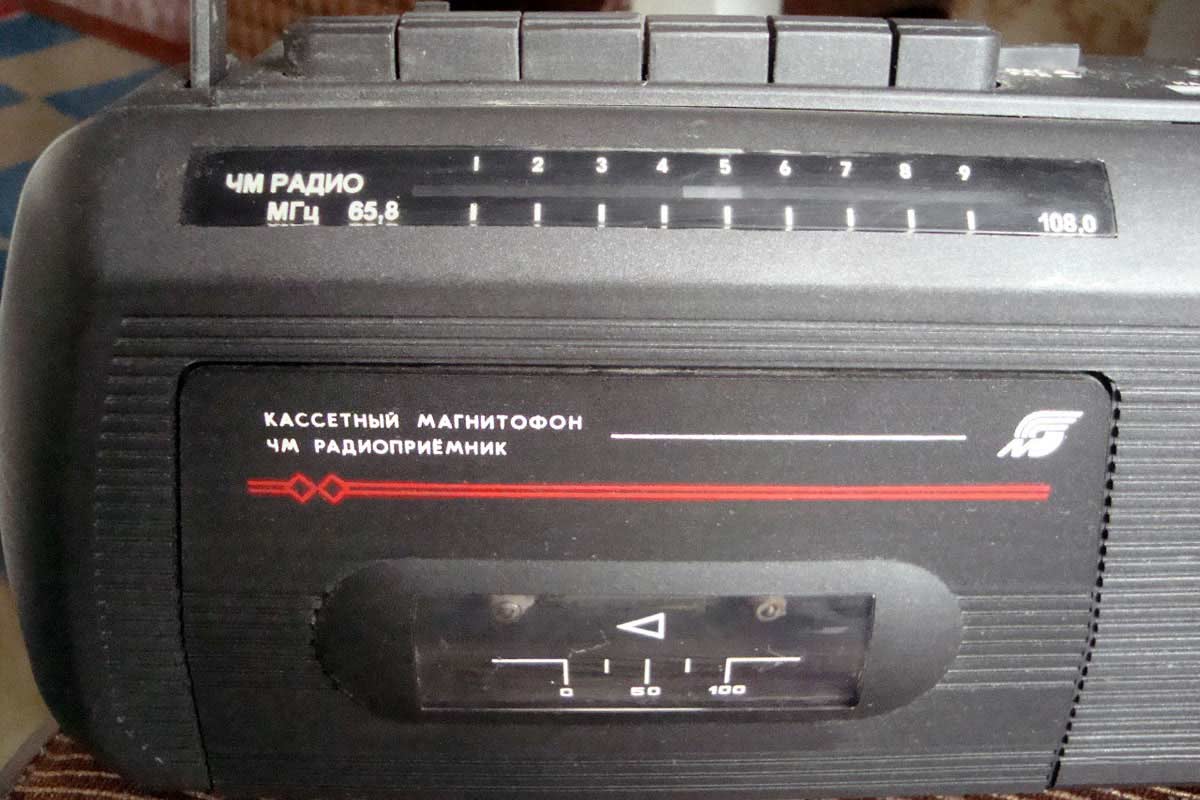 1 2 3 4 5 6 7 8 9
ЧМ РАДИО
МГц 65,8 108,0
КАССЕТНЫЙ МАГНИТОФОН
ЧМ РАДИОПРИЁМНИК
0 50 100